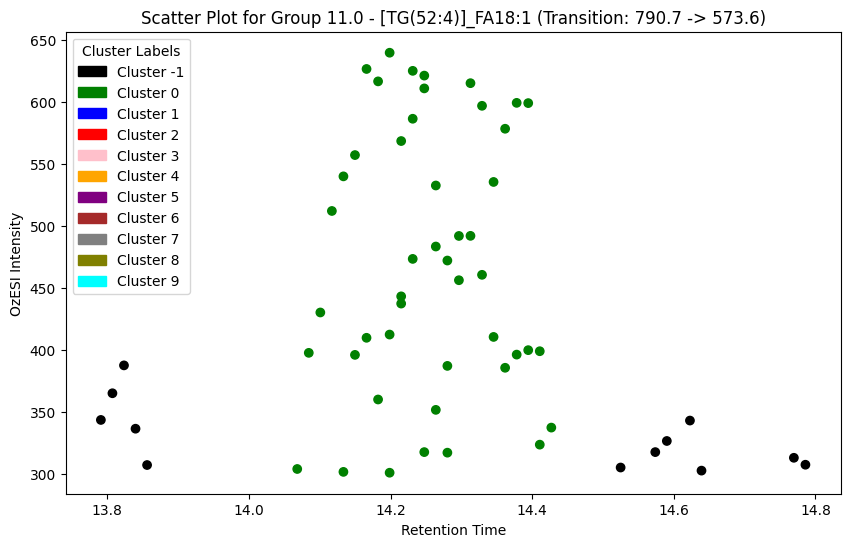 Scatter Plot for Group 11.0 - [TG(52:4)]_FA18:1 (Transition: 790.7 -> 573.6)
Cluster Labels
Cluster -1
Cluster 0
Cluster 1
Cluster 2
Cluster 3
Cluster 4
Cluster 5
Cluster 6
Cluster 7
Cluster 8
Cluster 9
OzESI Intensity
650
600
550
500
450
400
350
300
13.8 14.0 14.2 14.4 14.6 14.8
Retention Time